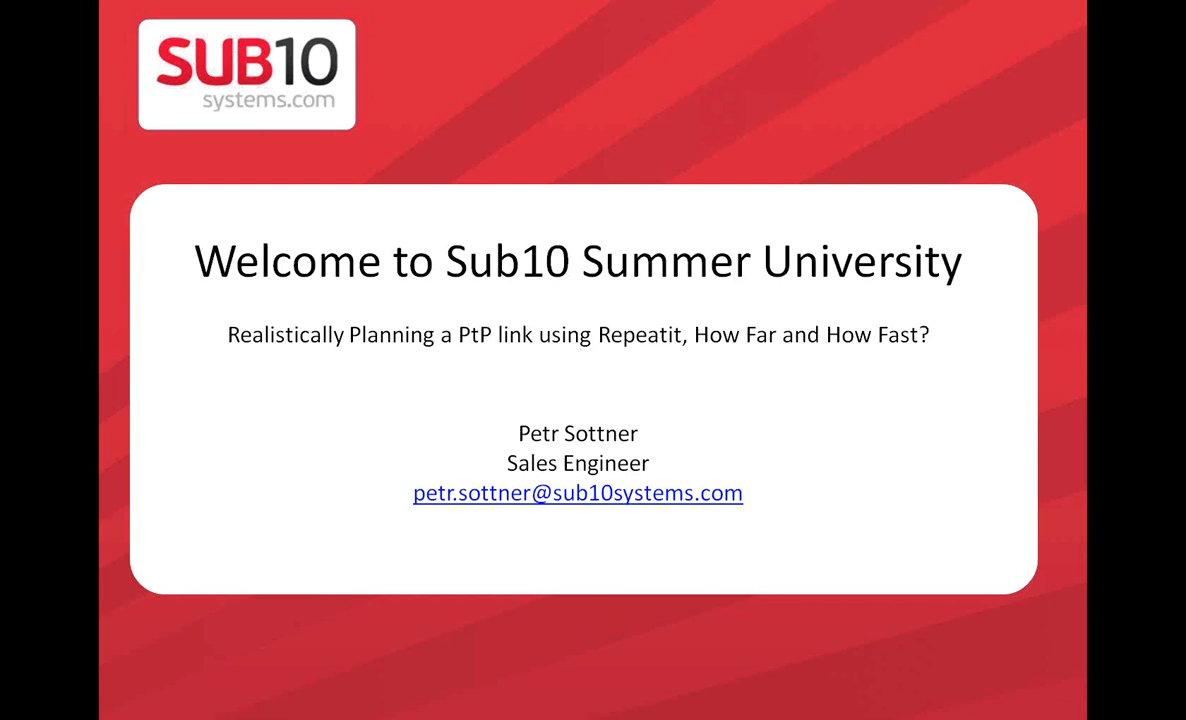 SUB10
systems.com
Welcome to Sub10 Summer University
Realistically Planning a PtP link using Repeatit, How Far and How Fast?
Petr Sottner
Sales Engineer
petr.sottner@sub10systems.com